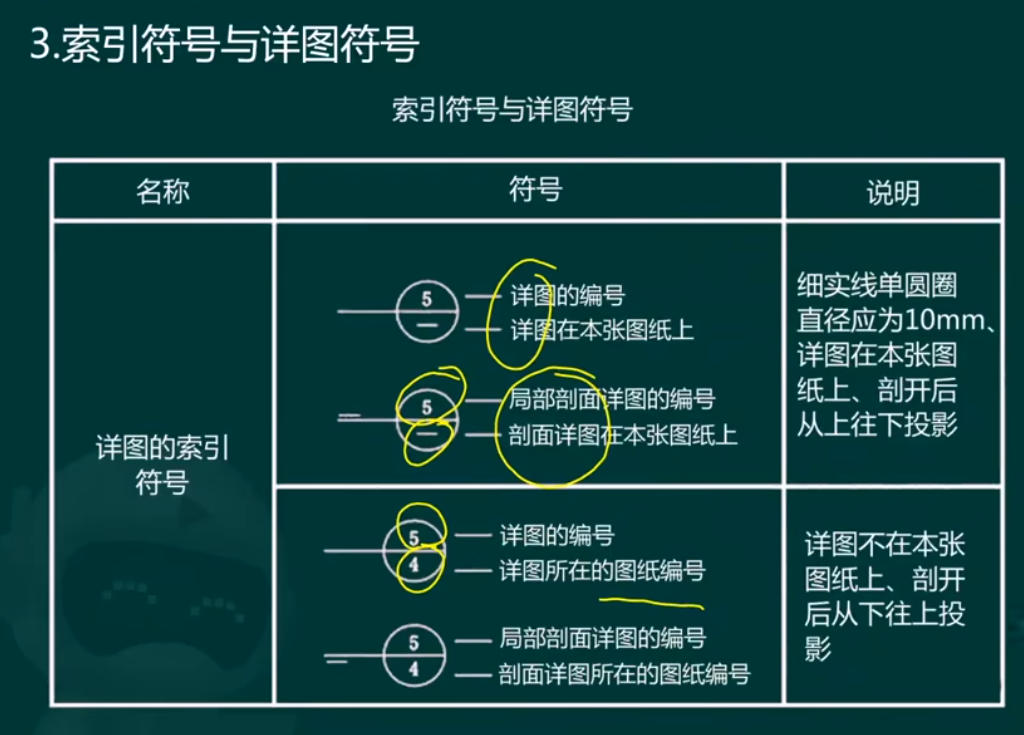 3.索引符号与详图符号
索引符号与详图符号
名称
符号
说明
详图的索引
符号
5
—
详图的编号
详图在本张图纸上
5
—
局部剖面详图的编号
剖面详图在本张图纸上
细实线单圆圈
直径应为10mm、
详图在本张图
纸上、剖开后
从上往下投影
5
4
详图的编号
详图所在的图纸编号
5
4
局部剖面详图的编号
剖面详图所在的图纸编号
详图不在本张
图纸上、剖开
后从下往上投
影